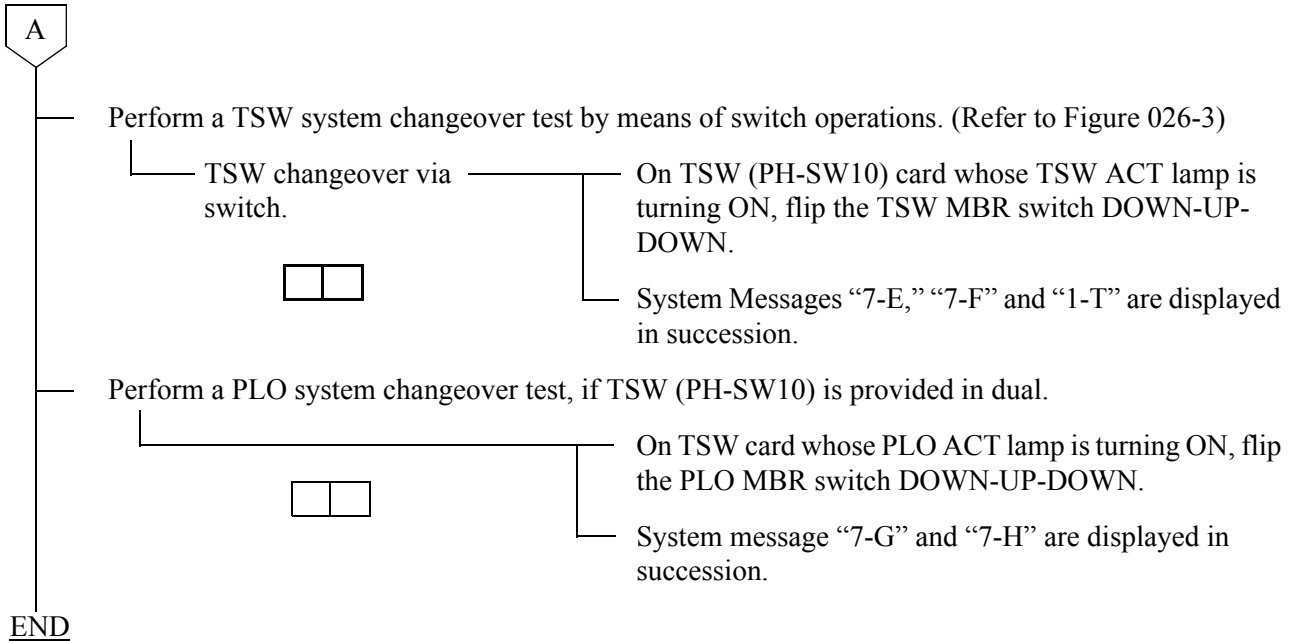 A
Perform a TSW system changeover test by means of switch operations. (Refer to Figure 026-3)
TSW changeover via
switch.
On TSW (PH-SW10) card whose TSW ACT lamp is
turning ON, flip the TSW MBR switch DOWN-UP-
DOWN.
System Messages “7-E,” “7-F” and “1-T” are displayed
in succession.
Perform a PLO system changeover test, if TSW (PH-SW10) is provided in dual.
On TSW card whose PLO ACT lamp is turning ON, flip
the PLO MBR switch DOWN-UP-DOWN.
System message “7-G” and “7-H” are displayed in
succession.
END